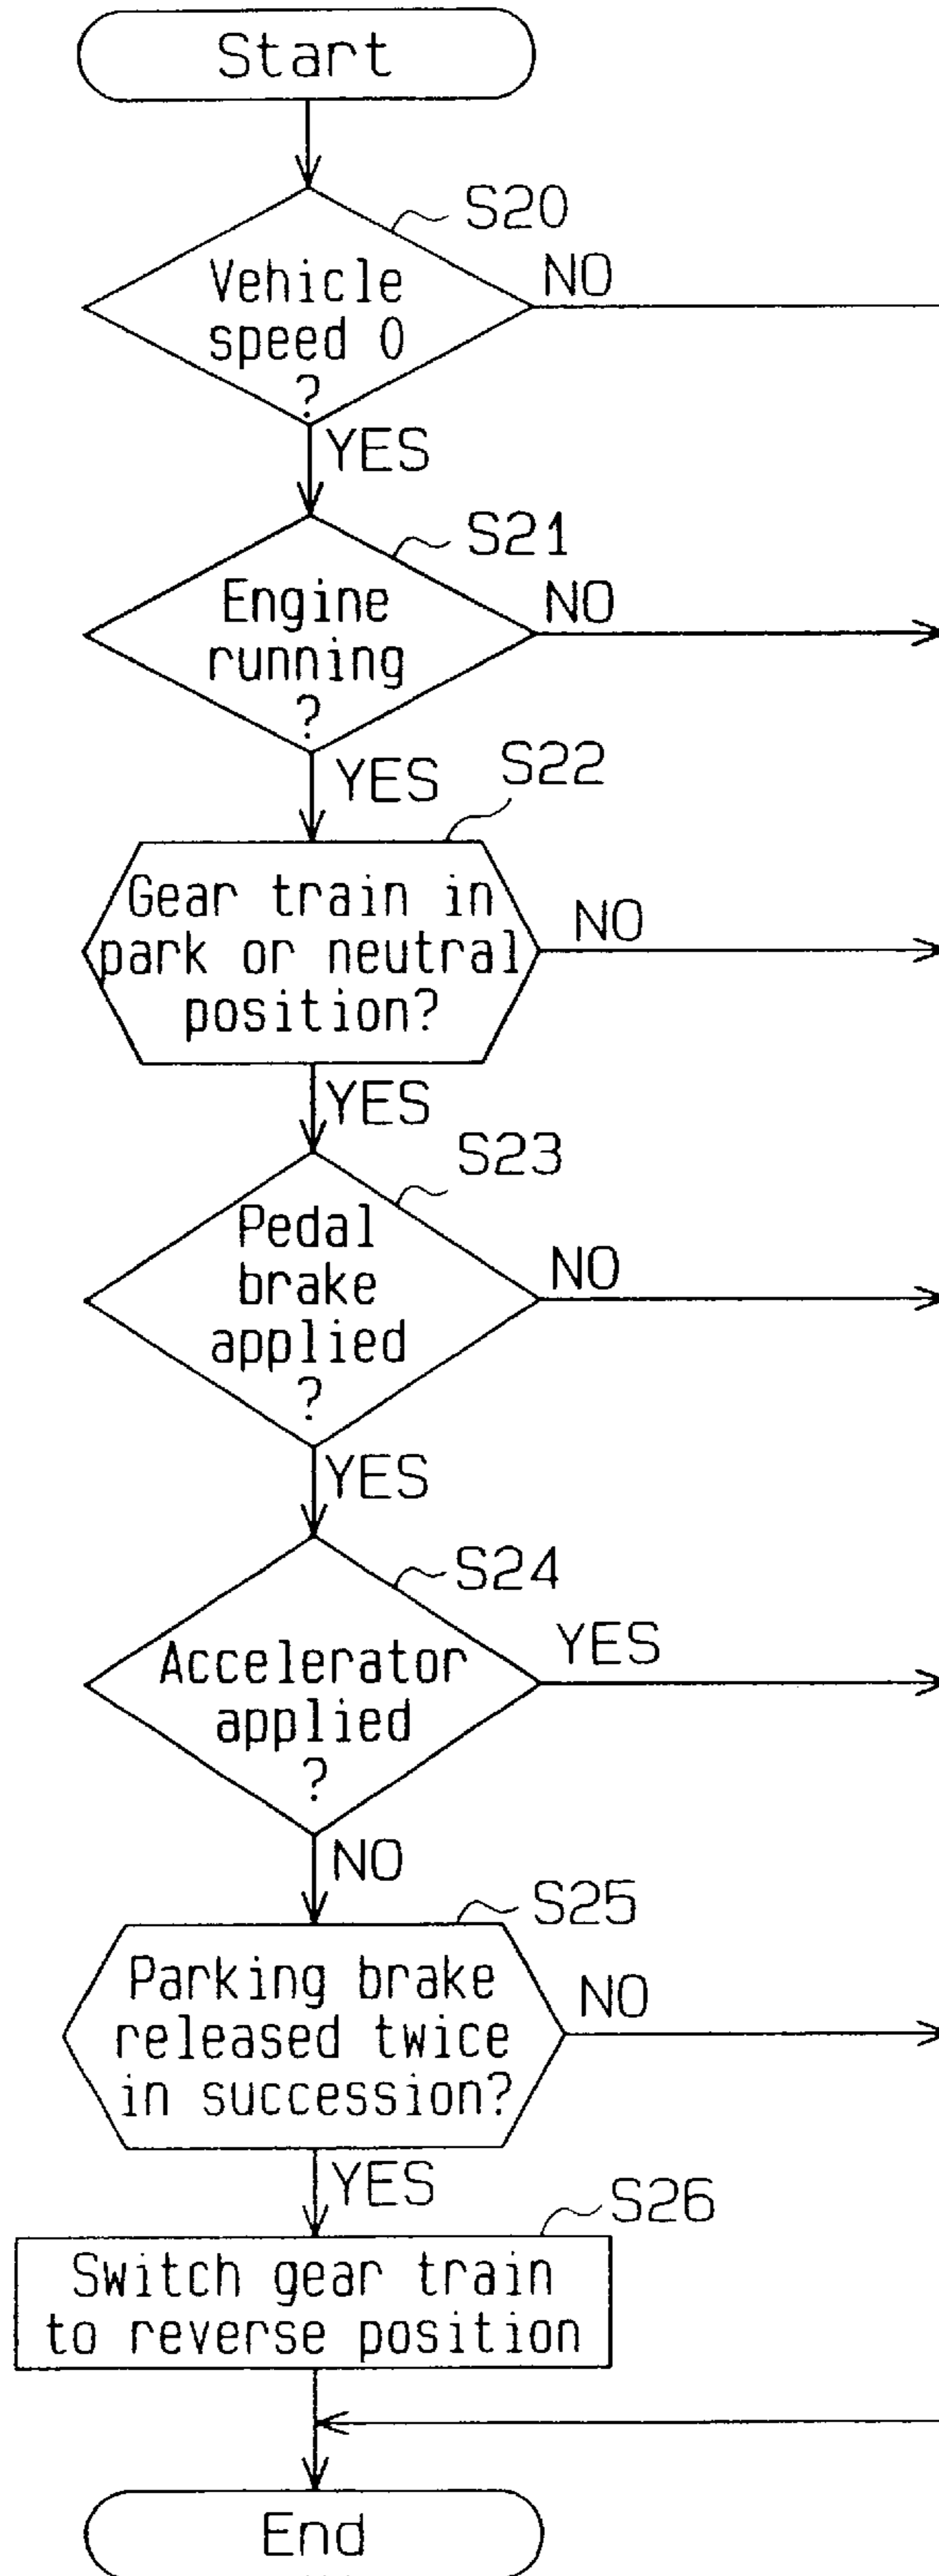 Start
S20
Vehicle
speed 0
?
NO
YES
S21
Engine
running
?
NO
YES
S22
Gear train in
park or neutral
position?
NO
YES
S23
Pedal
brake
applied
?
NO
YES
S24
Accelerator
applied
?
YES
NO
S25
Parking brake
released twice
in succession?
NO
YES
S26
Switch gear train
to reverse position
End